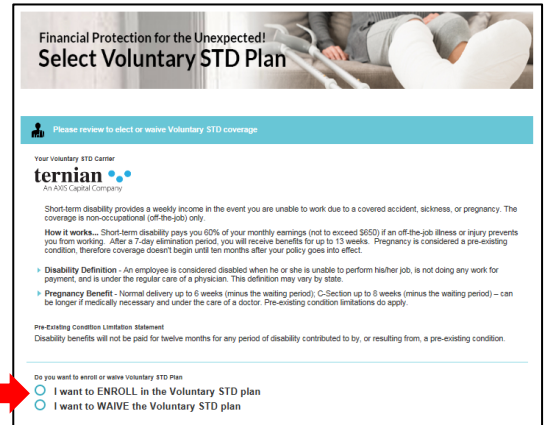 Financial Protection for the Unexpected!
Select Voluntary STD Plan
Please review to elect or waive Voluntary STD coverage
Your Voluntary STD Carrier
ternian
An AXIS Capital Company
Short-term disability provides a weekly income in the event you are unable to work due to a covered accident, sickness, or pregnancy. The
coverage is non-occupational (off-the-job) only.
How it works... Short-term disability pays you 60% of your monthly earnings (not to exceed $650) if an off-the-job illness or injury prevents
you from working. After a 7-day elimination period, you will receive benefits for up to 13 weeks. Pregnancy is considered a pre-existing
condition, therefore coverage doesn't begin until ten months after your policy goes into effect.
Disability Definition - An employee is considered disabled when he or she is unable to perform his/her job, is not doing any work for
payment, and is under the regular care of a physician. This definition may vary by state.
Pregnancy Benefit - Normal delivery up to 6 weeks (minus the waiting period); C-Section up to 8 weeks (minus the waiting period) – can
be longer if medically necessary and under the care of a doctor. Pre-existing condition limitations do apply.
Pre-Existing Condition Limitation Statement
Disability benefits will not be paid for twelve months for any period of disability contributed to by, or resulting from, a pre-existing condition.
Do you want to enroll or waive Voluntary STD Plan
I want to ENROLL in the Voluntary STD plan
I want to WAIVE the Voluntary STD plan